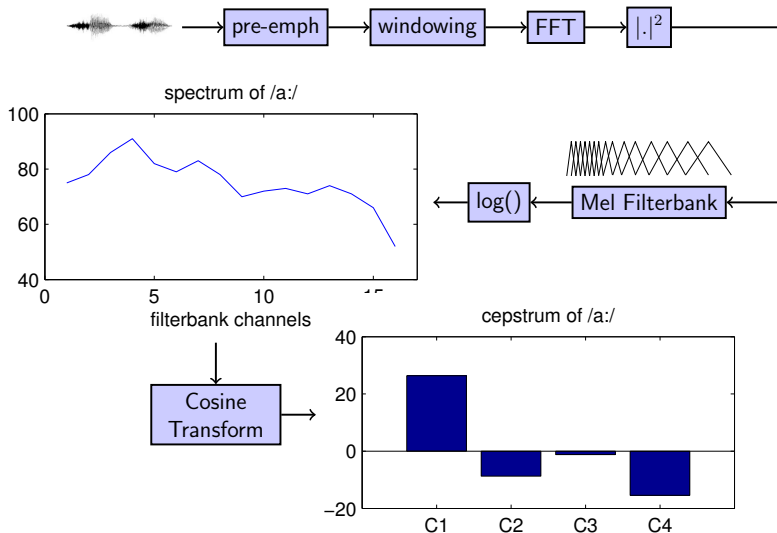 pre-emph windowing FFT |.|²
spectrum of /a:/
100
80
60
40
0 5 10
filterbank channels
log() Mel Filterbank
Cosine
Transform
cepstrum of /a:/
40
20
0
−20
C1 C2 C3 C4